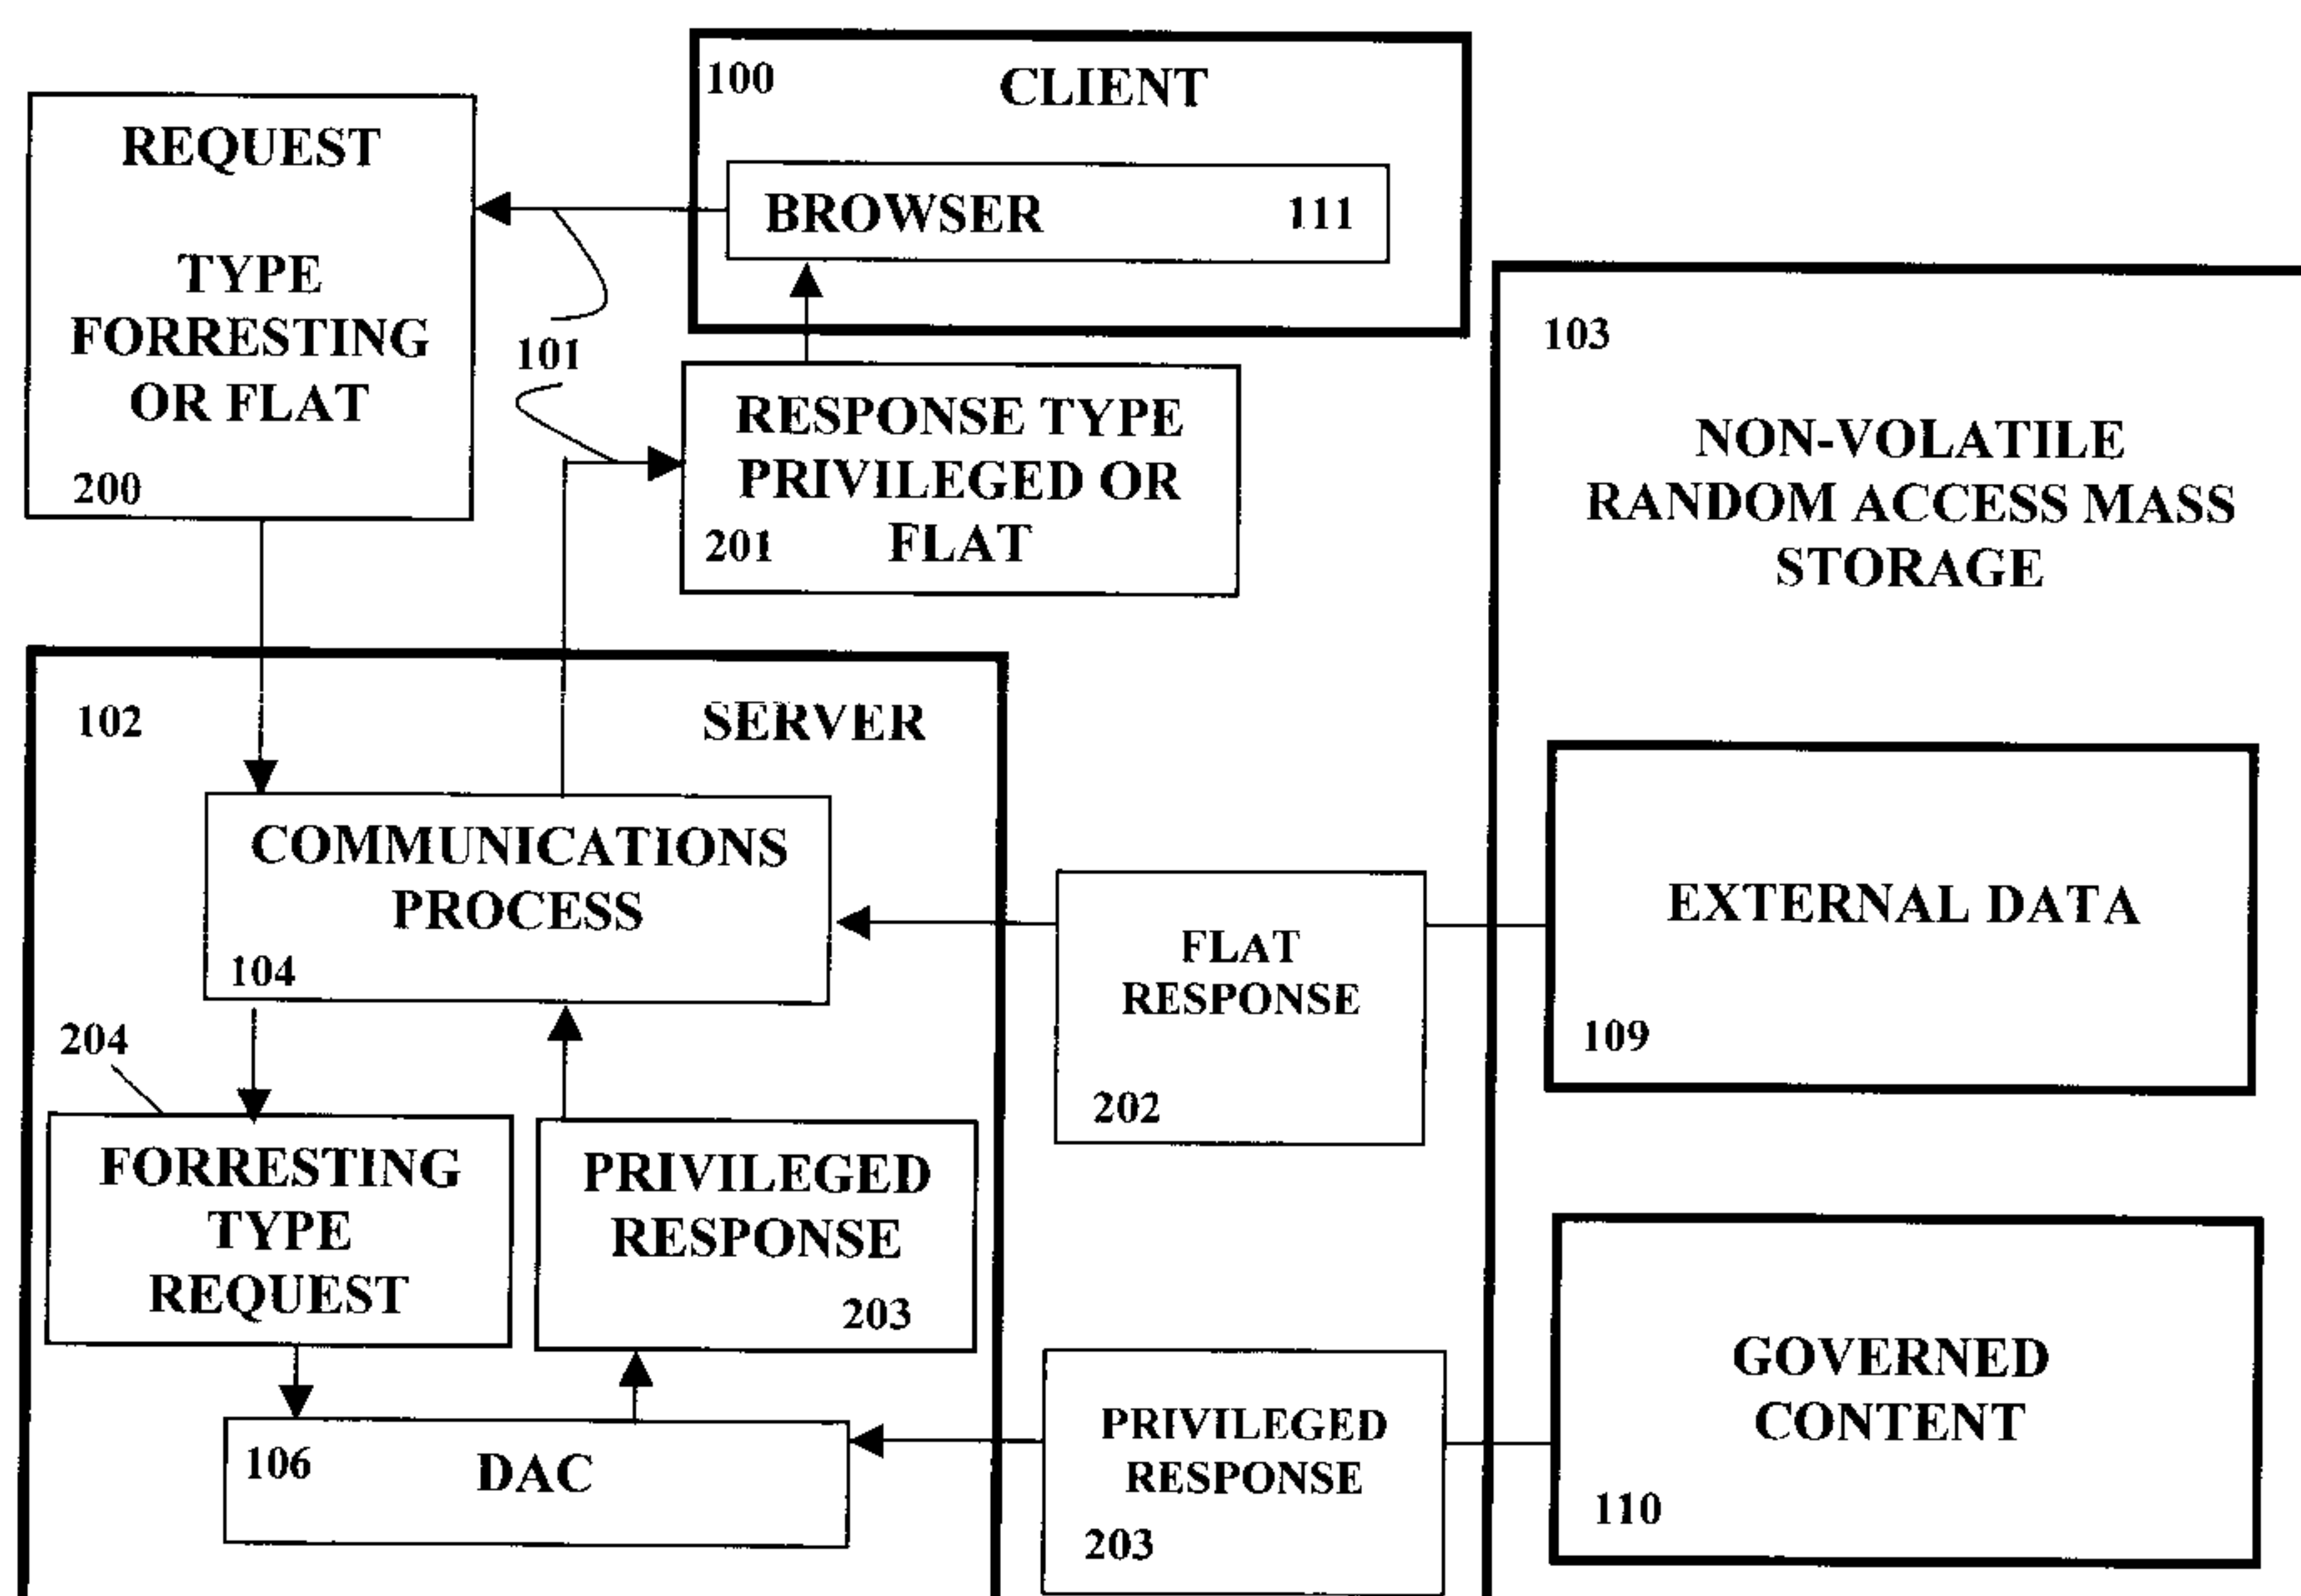 100
CLIENT
BROWSER 111
REQUEST
TYPE
FORRESTING
OR FLAT
200
101
RESPONSE TYPE
PRIVILEGED OR
201 FLAT
103
NON-VOLATILE
RANDOM ACCESS MASS
STORAGE
102 SERVER
COMMUNICATIONS
PROCESS
104
FLAT
RESPONSE
202
EXTERNAL DATA
109
204
FORRESTING
TYPE
REQUEST
PRIVILEGED
RESPONSE
203
106 DAC
PRIVILEGED
RESPONSE
203
GOVERNED
CONTENT
110